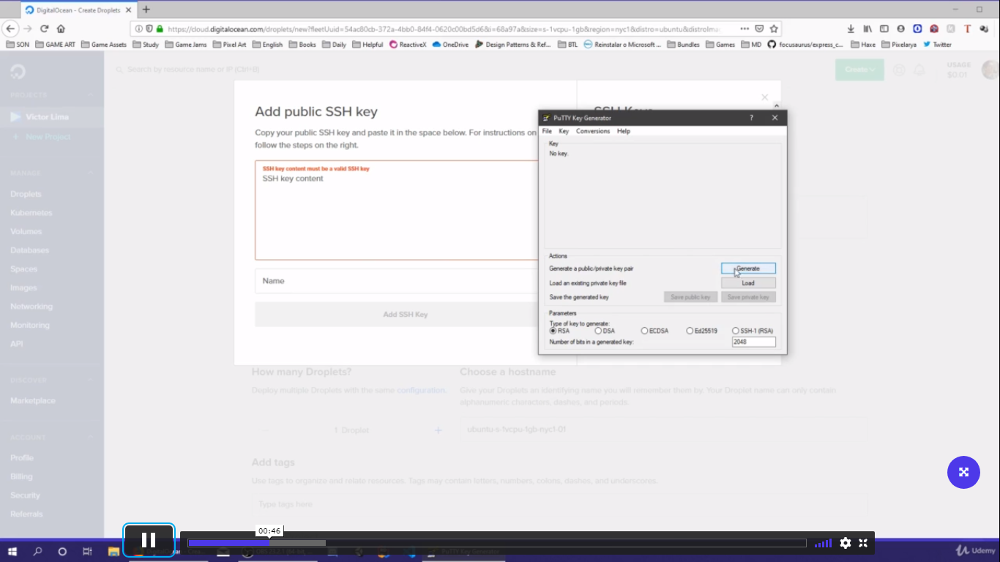 DigitalOcean - Create Droplets
https://cloud.digitalocean.com/droplets/new?fleetUuid=54ac80cb-372a-4bb0-84f4-0620c00bd5d6&i=68a97a&size=s-1vcpu-1gb&region=nyc1&distro=ubuntu&distroIma
SON GAME ART Game Assets Study Game Jams Pixel Art English Books Daily Helpful ReactiveX OneDrive Design Patterns & Ref... BTL Reinstalar o Microsoft ... Bundles Games MD focusaurus/express_c... Haxe Pixelarya Twitter
Search by resource name or IP (Ctrl+B)
Create
USAGE
$0.01
PROJECTS
Victor Lima
+ New Project
MANAGE
Droplets
Kubernetes
Volumes
Databases
Spaces
Images
Networking
Monitoring
API
DISCOVER
Marketplace
ACCOUNT
Profile
Billing
Security
Referrals
Add public SSH key
Copy your public SSH key and paste it in the space below. For instructions on
follow the steps on the right.
SSH key content must be a valid SSH key
SSH key content
Name
Add SSH Key
SSH Keys
PuTTY Key Generator
File Key Conversions Help
Key
No key.
Actions
Generate a public/private key pair
Generate
Load an existing private key file
Load
Save the generated key
Save public key
Save private key
Parameters
Type of key to generate:
RSA DSA ECDSA Ed25519 SSH-1 (RSA)
Number of bits in a generated key:
2048
How many Droplets?
Deploy multiple Droplets with the same configuration.
1 Droplet
Choose a hostname
Give your Droplets an identifying name you will remember them by. Your Droplet name can only contain
alphanumeric characters, dashes, and periods.
ubuntu-s-1vcpu-1gb-nyc1-01
Add tags
Use tags to organize and relate resources. Tags may contain letters, numbers, colons, dashes, and underscores.
Type tags here
00:46
PuTTY Key Generator
Udemy